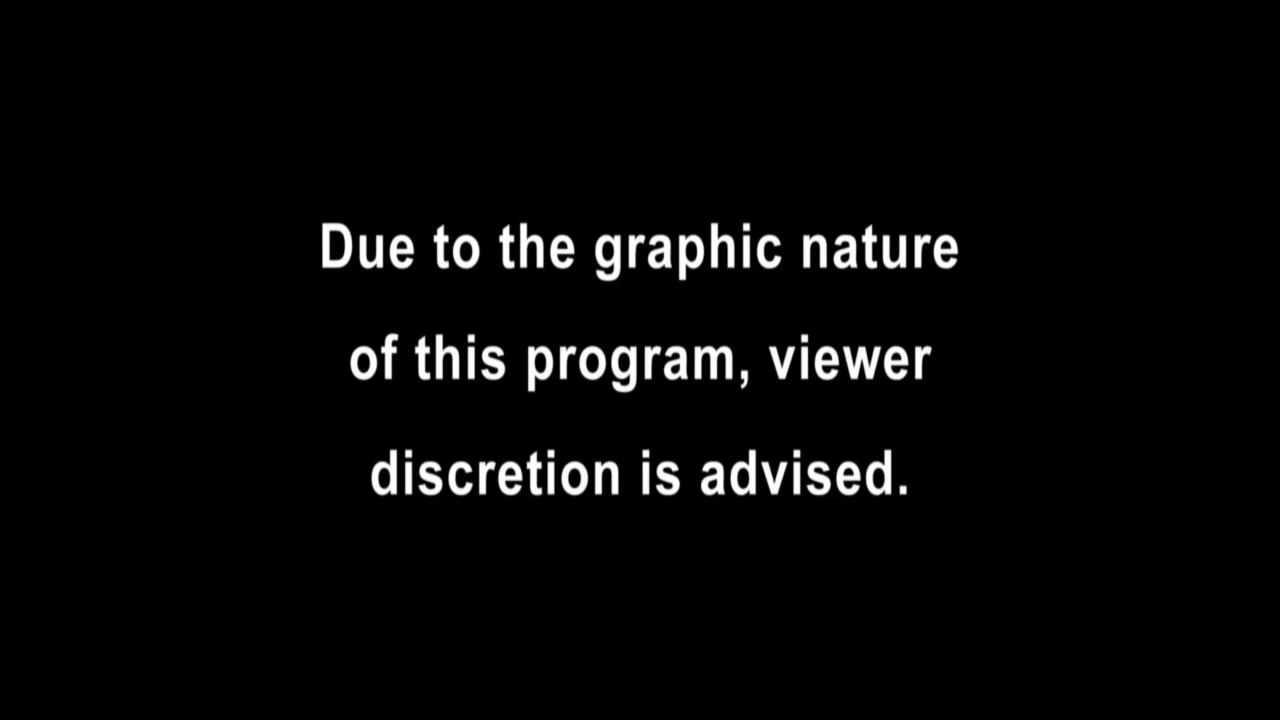 Due to the graphic nature
of this program, viewer
discretion is advised.